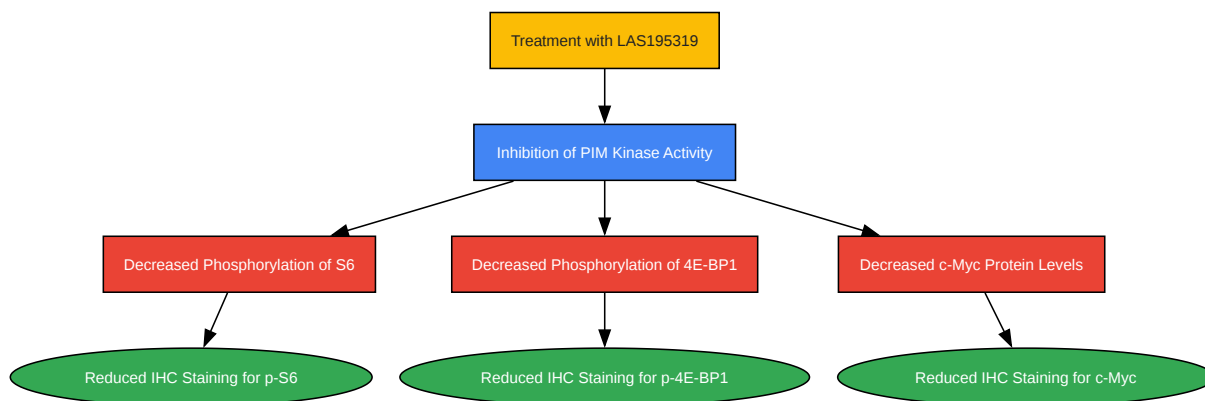 Treatment with LAS195319
Inhibition of PIM Kinase Activity
Decreased Phosphorylation of S6
Decreased Phosphorylation of 4E-BP1
Decreased c-Myc Protein Levels
Reduced IHC Staining for p-S6
Reduced IHC Staining for p-4E-BP1
Reduced IHC Staining for c-Myc